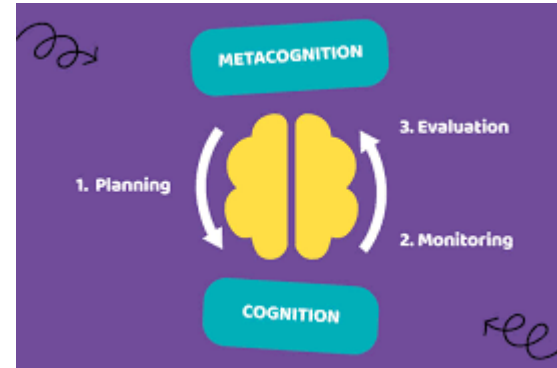 METACOGNITION
3. Evaluation
1. Planning
2. Monitoring
COGNITION